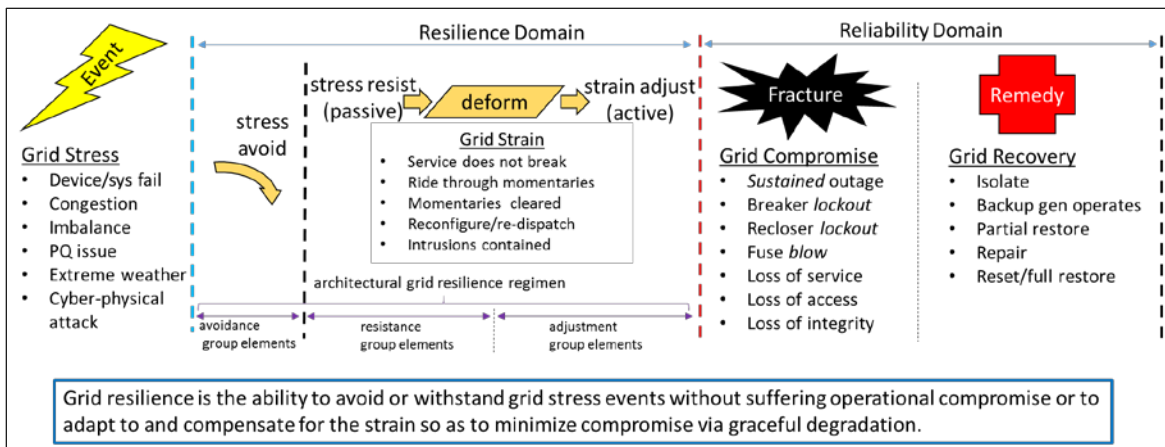 Resilience Domain
Reliability Domain
Event
stress
avoid
stress resist
(passive)
deform
strain adjust
(active)
Fracture
Remedy
Grid Stress
• Device/sys fail
• Congestion
• Imbalance
• PQ issue
• Extreme weather
• Cyber-physical
attack
Grid Strain
• Service does not break
• Ride through momentaries
• Momentaries cleared
• Reconfigure/re-dispatch
• Intrusions contained
architectural grid resilience regimen
avoidance
group elements
resistance
group elements
adjustment
group elements
Grid Compromise
• Sustained outage
• Breaker lockout
• Recloser lockout
• Fuse blow
• Loss of service
• Loss of access
• Loss of integrity
Grid Recovery
• Isolate
• Backup gen operates
• Partial restore
• Repair
• Reset/full restore
Grid resilience is the ability to avoid or withstand grid stress events without suffering operational compromise or to
adapt to and compensate for the strain so as to minimize compromise via graceful degradation.